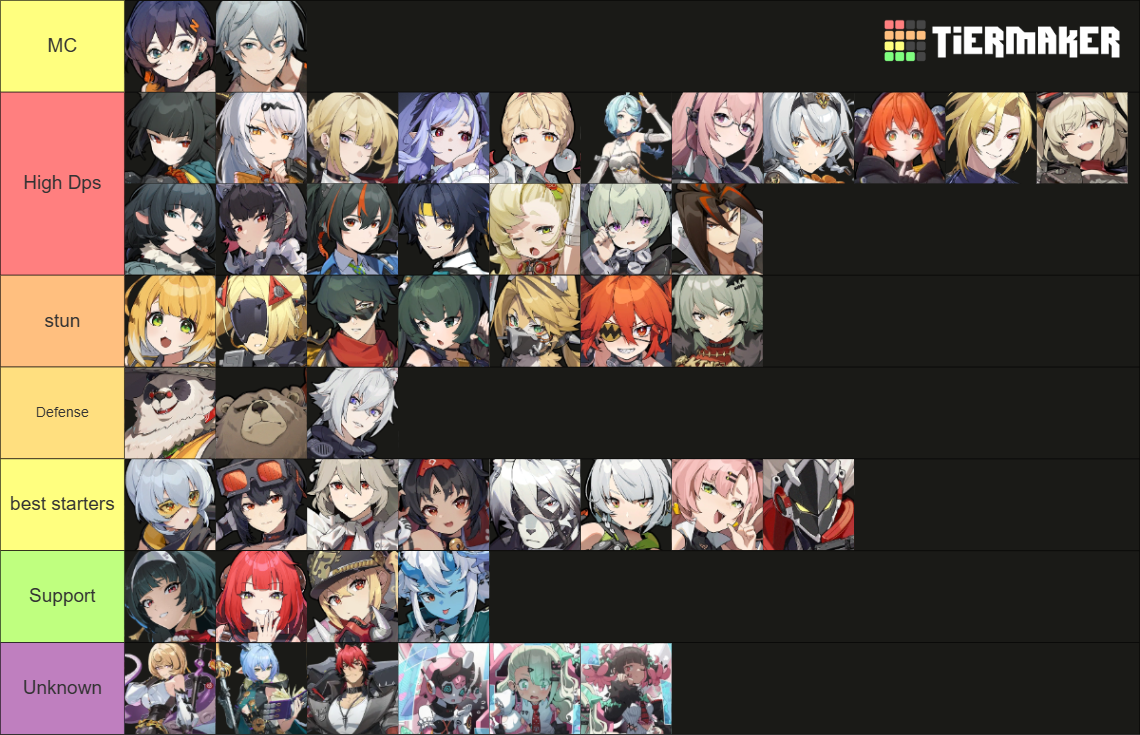 MC
TiERMAKER
High Dps
stun
Defense
best starters
Support
Unknown